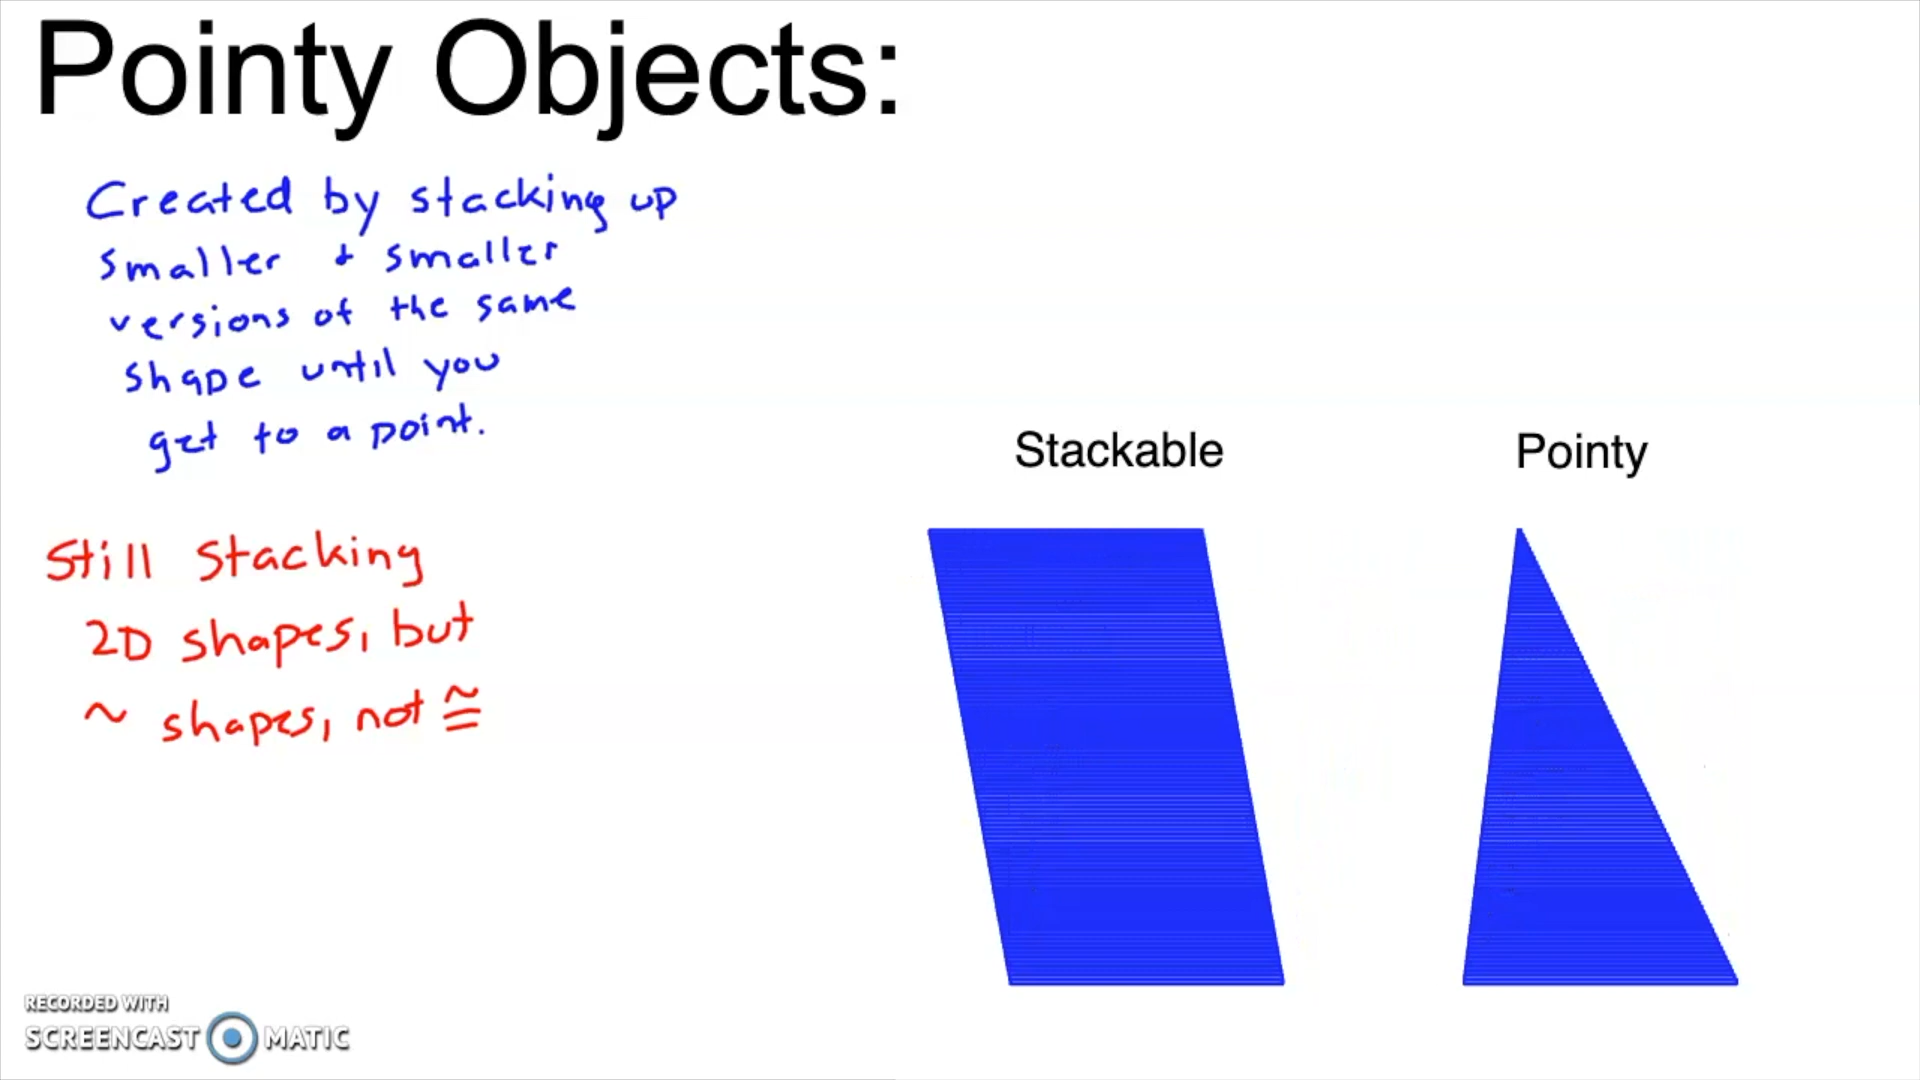 Pointy Objects:
Created by stacking up
smaller + smaller
versions of the same
shape until you
get to a point.
Still Stacking
2D shapes, but
~ shapes, not ≅
Stackable
Pointy
RECORDED WITH
SCREENCAST MATIC